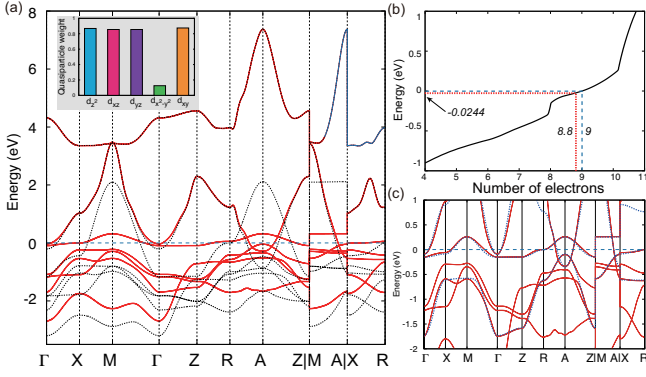 (a)
Quasiparticle weight
1
0.8
0.6
0.4
0.2
0
d_z² d_xz d_yz d_x²-y² d_xy
Energy (eV)
8
6
4
2
0
-2
Γ X M Γ Z R A Z|M A|X R
(b)
Energy (eV)
1
0.5
0
-0.5
-1
-0.0244
8.8 9
4 5 6 7 8 9 10 11
Number of electrons
(c)
Energy (eV)
1
0.5
0
-0.5
-1
-1.5
-2
Γ X M Γ Z R A Z|M A|X R